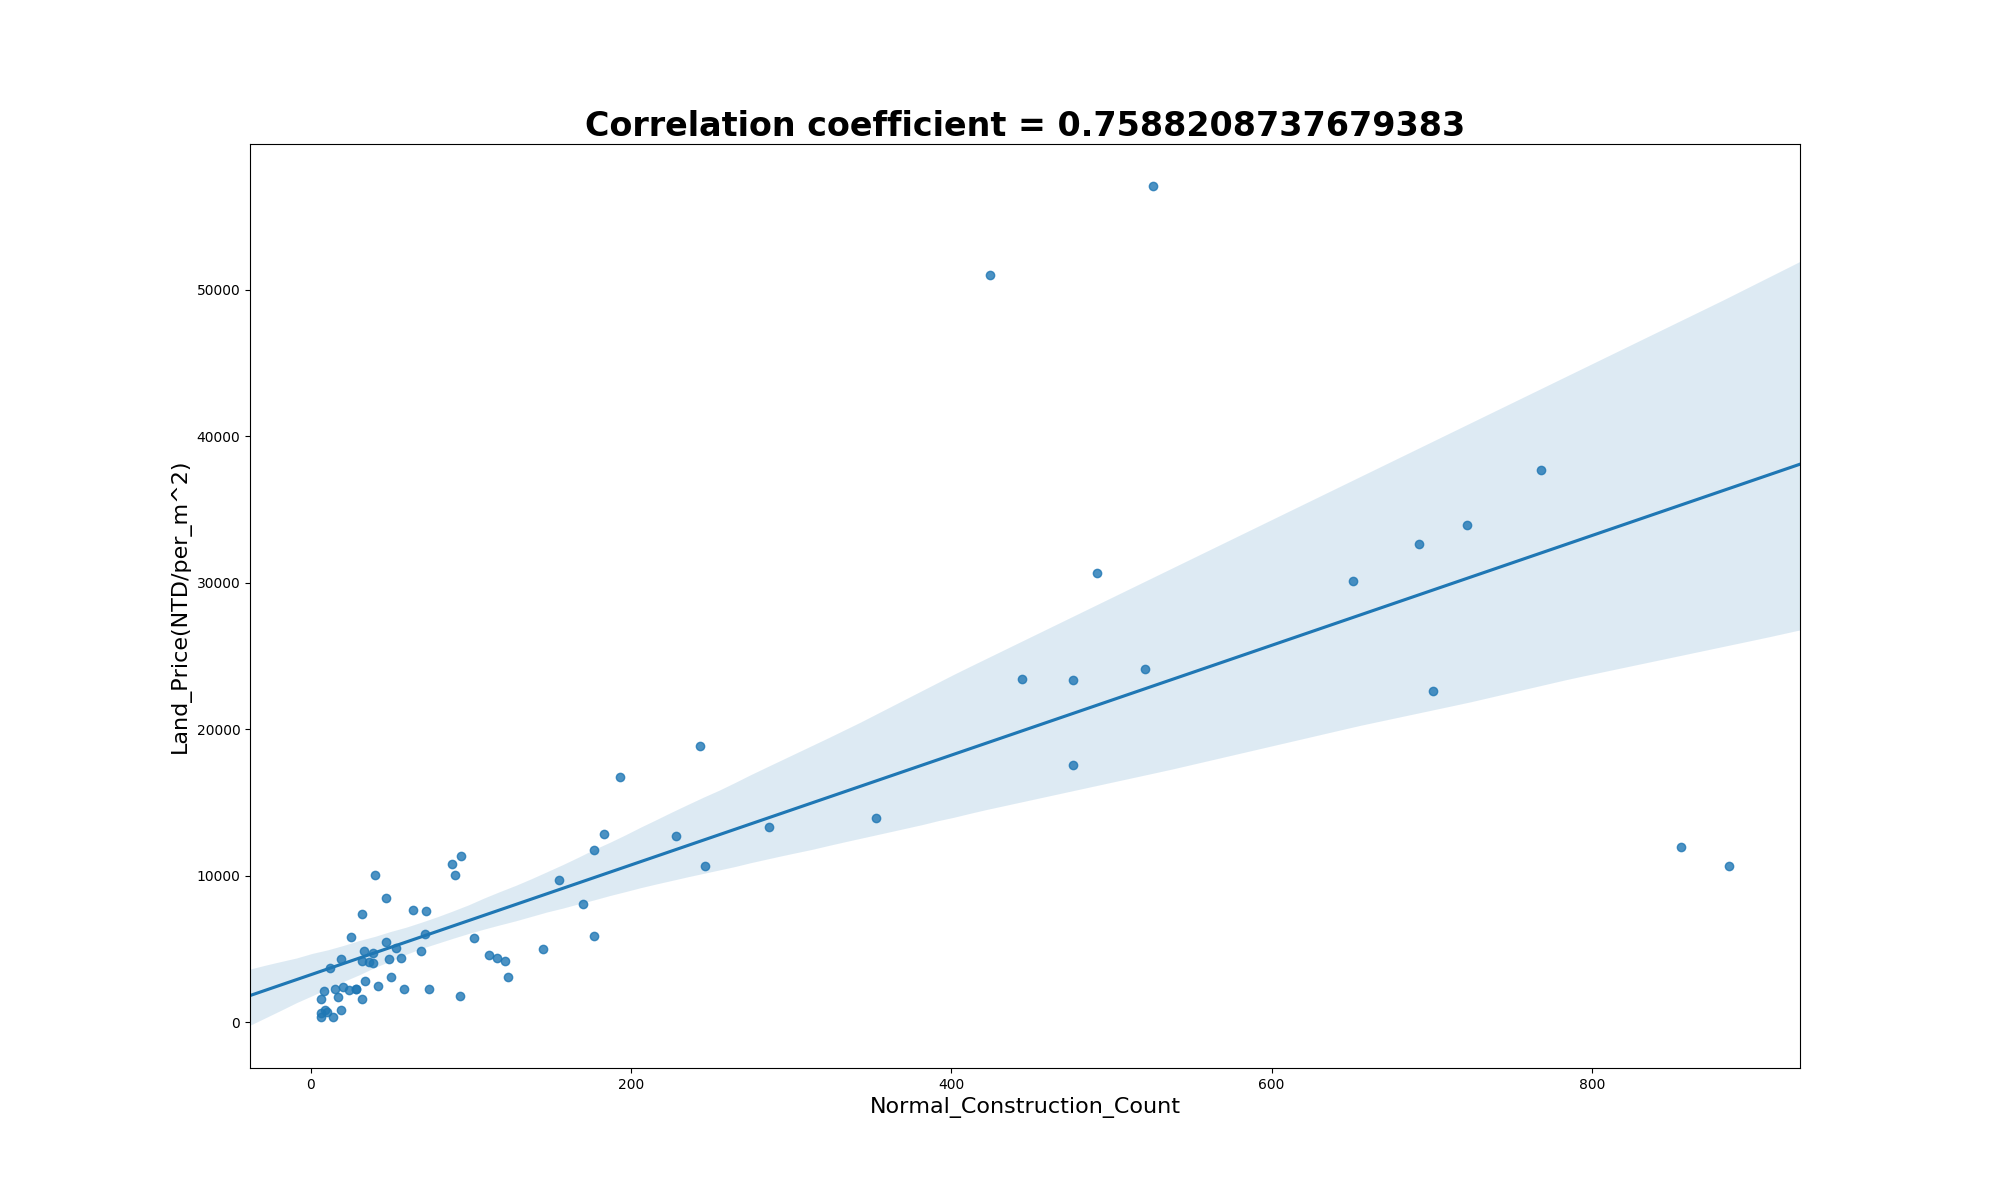 Correlation coefficient = 0.7588208737679383
Land_Price(NTD/per_m^2)
50000
40000
30000
20000
10000
0
0 200 400 600 800
Normal_Construction_Count